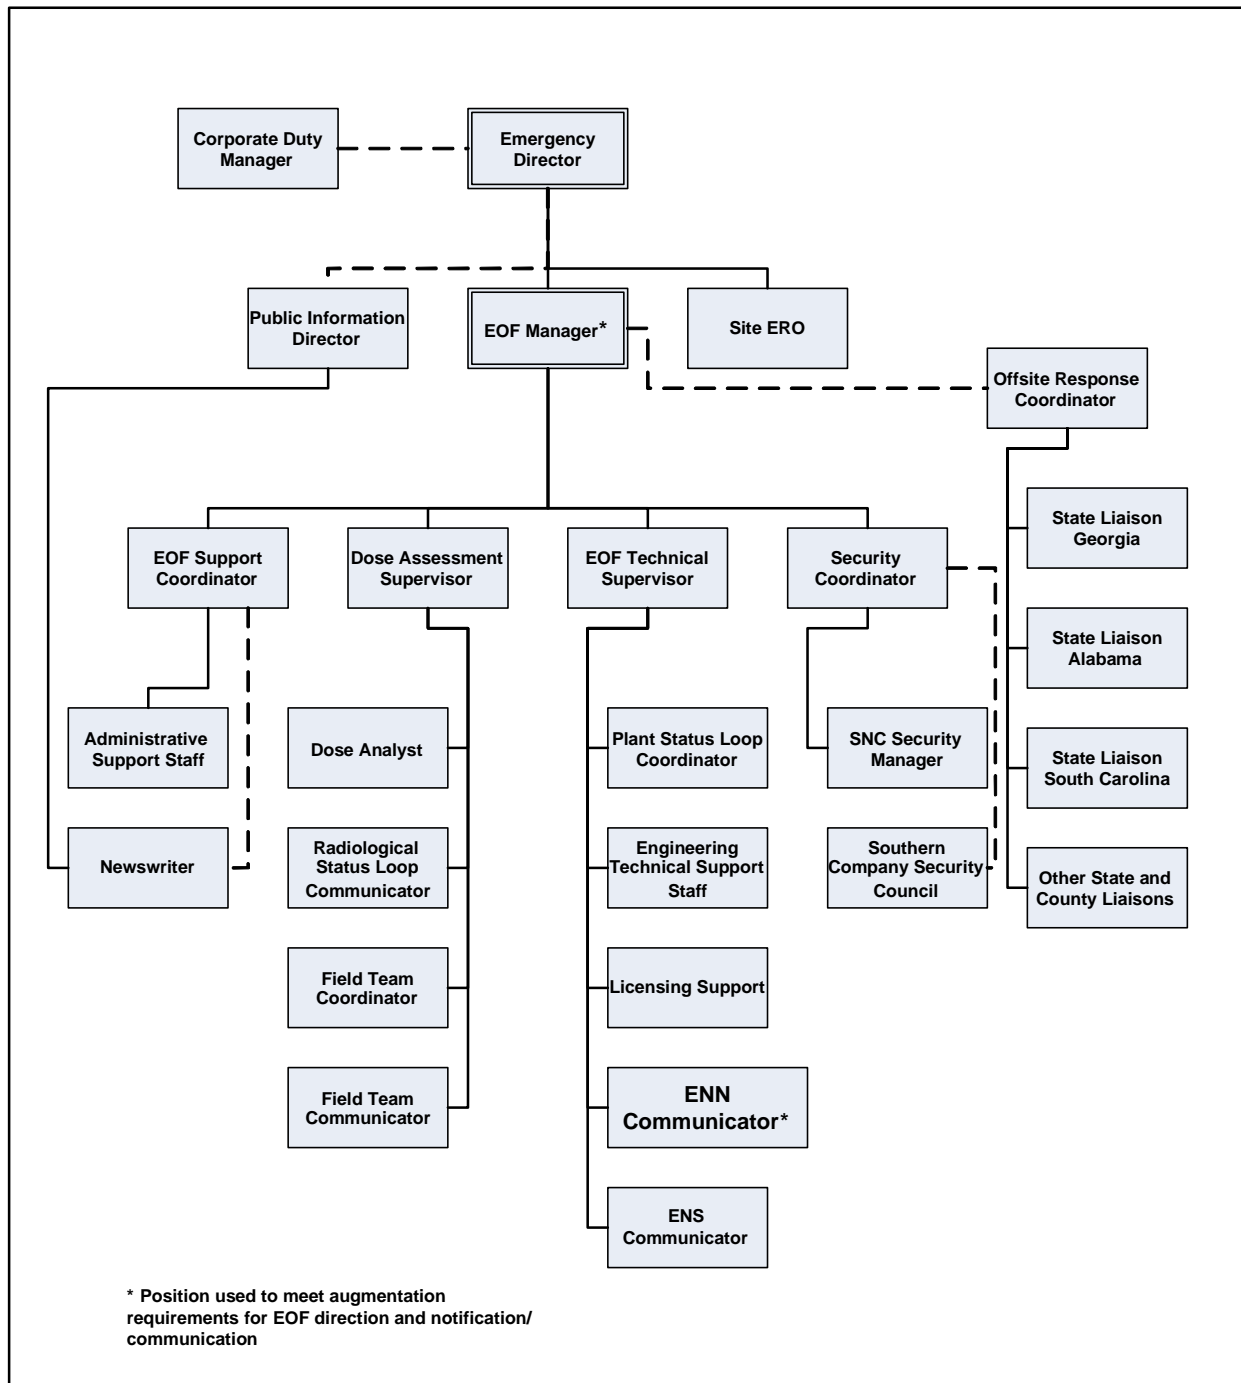 Corporate Duty
Manager
Emergency
Director
Public Information
Director
EOF Manager*
Site ERO
Offsite Response
Coordinator
EOF Support
Coordinator
Dose Assessment
Supervisor
EOF Technical
Supervisor
Security
Coordinator
State Liaison
Georgia
State Liaison
Alabama
Administrative
Support Staff
Dose Analyst
Plant Status Loop
Coordinator
SNC Security
Manager
State Liaison
South Carolina
Newswriter
Radiological
Status Loop
Communicator
Engineering
Technical Support
Staff
Southern
Company Security
Council
Other State and
County Liaisons
Field Team
Coordinator
Licensing Support
Field Team
Communicator
ENN
Communicator*
ENS
Communicator
* Position used to meet augmentation
requirements for EOF direction and notification/
communication